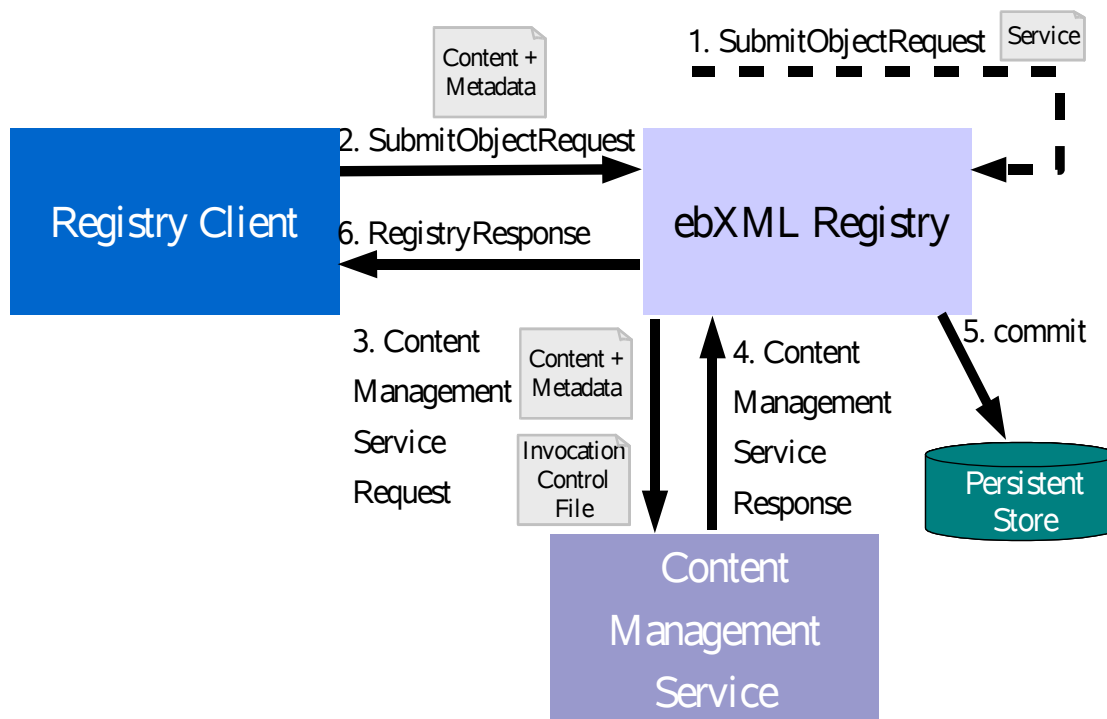 1. SubmitObjectRequest
Service
Content +
Metadata
2. SubmitObjectRequest
Registry Client
ebXML Registry
6. RegistryResponse
3. Content
Management
Service
Request
Content +
Metadata
Invocation
Control
File
4. Content
Management
Service
Response
5. commit
Persistent
Store
Content
Management
Service